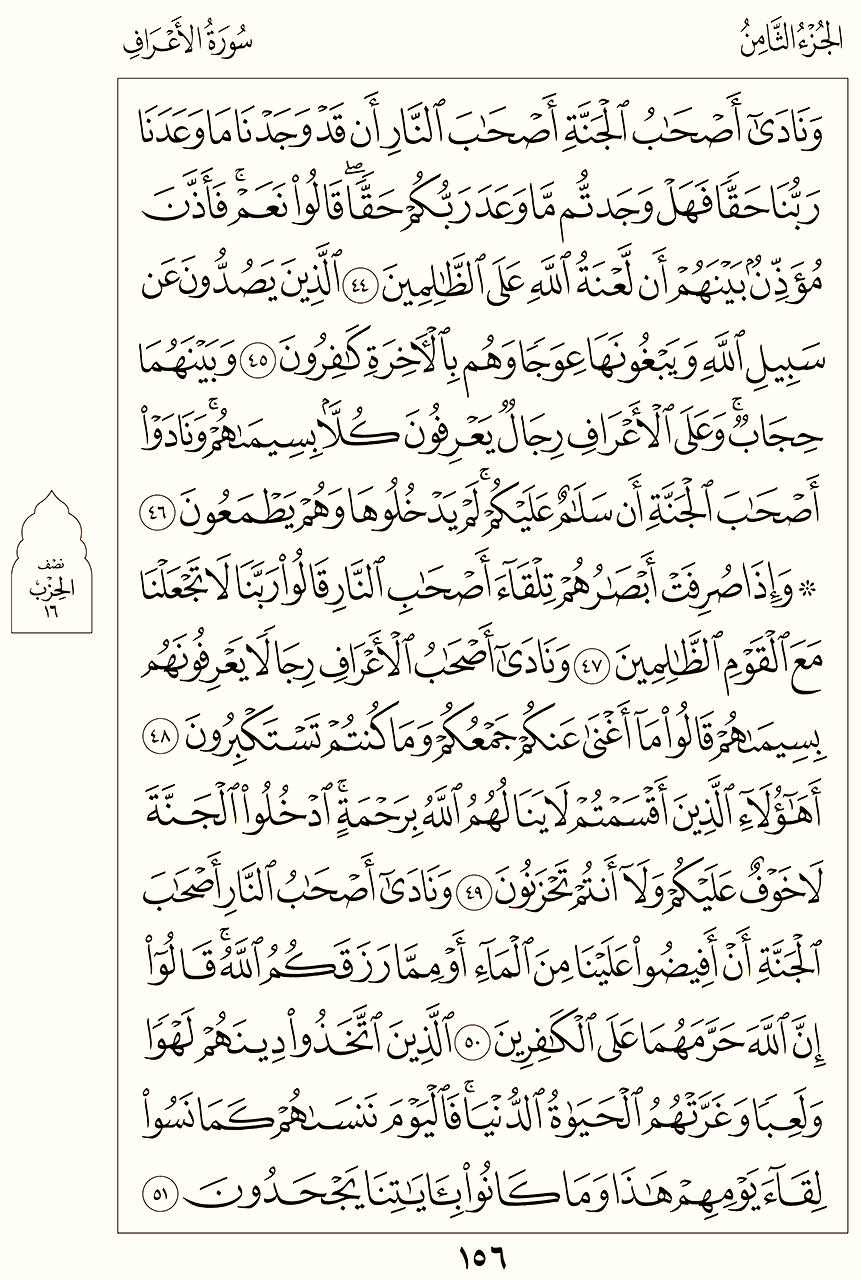 الجُزْءُ الثَّامِنُ
سُورَةُ الأَعْرَافِ
وَنَادَىٰٓ أَصْحَٰبُ ٱلْجَنَّةِ أَصْحَٰبَ ٱلنَّارِ أَن قَدْ وَجَدْنَا مَا وَعَدَنَا
رَبُّنَا حَقًّا فَهَلْ وَجَدتُّم مَّا وَعَدَ رَبُّكُمْ حَقًّا ۖ قَالُوا۟ نَعَمْ ۚ فَأَذَّنَ
مُؤَذِّنٌۢ بَيْنَهُمْ أَن لَّعْنَةُ ٱللَّهِ عَلَى ٱلظَّٰلِمِينَ ٤٤ ٱلَّذِينَ يَصُدُّونَ عَن
سَبِيلِ ٱللَّهِ وَيَبْغُونَهَا عِوَجًا وَهُم بِٱلْءَاخِرَةِ كَٰفِرُونَ ٤٥ وَبَيْنَهُمَا
حِجَابٌ ۚ وَعَلَى ٱلْأَعْرَافِ رِجَالٌ يَعْرِفُونَ كُلًّۢا بِسِيمَىٰهُمْ ۚ وَنَادَوْا۟
أَصْحَٰبَ ٱلْجَنَّةِ أَن سَلَٰمٌ عَلَيْكُمْ ۚ لَمْ يَدْخُلُوهَا وَهُمْ يَطْمَعُونَ ٤٦
۞ وَإِذَا صُرِفَتْ أَبْصَٰرُهُمْ تِلْقَآءَ أَصْحَٰبِ ٱلنَّارِ قَالُوا۟ رَبَّنَا لَا تَجْعَلْنَا
مَعَ ٱلْقَوْمِ ٱلظَّٰلِمِينَ ٤٧ وَنَادَىٰٓ أَصْحَٰبُ ٱلْأَعْرَافِ رِجَالًا يَعْرِفُونَهُم
بِسِيمَىٰهُمْ قَالُوا۟ مَآ أَغْنَىٰ عَنكُمْ جَمْعُكُمْ وَمَا كُنتُمْ تَسْتَكْبِرُونَ ٤٨
أَهَٰٓؤُلَآءِ ٱلَّذِينَ أَقْسَمْتُمْ لَا يَنَالُهُمُ ٱللَّهُ بِرَحْمَةٍ ۚ ٱدْخُلُوا۟ ٱلْجَنَّةَ
لَا خَوْفٌ عَلَيْكُمْ وَلَآ أَنتُمْ تَحْزَنُونَ ٤٩ وَنَادَىٰٓ أَصْحَٰبُ ٱلنَّارِ أَصْحَٰبَ
ٱلْجَنَّةِ أَنْ أَفِيضُوا۟ عَلَيْنَا مِنَ ٱلْمَآءِ أَوْ مِمَّا رَزَقَكُمُ ٱللَّهُ ۚ قَالُوٓا۟
إِنَّ ٱللَّهَ حَرَّمَهُمَا عَلَى ٱلْكَٰفِرِينَ ٥٠ ٱلَّذِينَ ٱتَّخَذُوا۟ دِينَهُمْ لَهْوًا
وَلَعِبًا وَغَرَّتْهُمُ ٱلْحَيَوٰةُ ٱلدُّنْيَا ۚ فَٱلْيَوْمَ نَنسَىٰهُمْ كَمَا نَسُوا۟
لِقَآءَ يَوْمِهِمْ هَٰذَا وَمَا كَانُوا۟ بِـَٔايَٰتِنَا يَجْحَدُونَ ٥١
نِصْف
الحِزْبِ
١٦
١٥٦